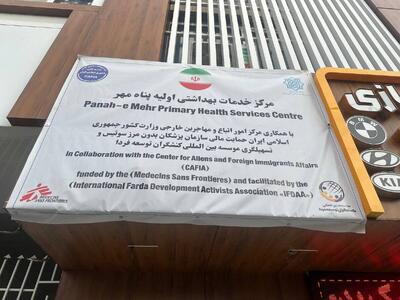 مرکز خدمات بهداشتی اولیه پناه مهر
Panah-e Mehr Primary Health Services Centre
با همکاری مرکز امور اتباع و مهاجرین خارجی وزارت کشور جمهوری
اسلامی ایران حمایت مالی سازمان پزشکان بدون مرز سوئیس و
تسهیلگری موسسه بین المللی کنشگران توسعه فردا
in Collaboration with the Center for Aliens and Foreign Immigrants Affairs
(CAFIA)
funded by the (Medecins Sans Frontieres) and facilitated by the
(International Farda Development Activists Association «IFDAA»)
MEDECINS
SANS FRONTIERES
ازی
BMW
KIA